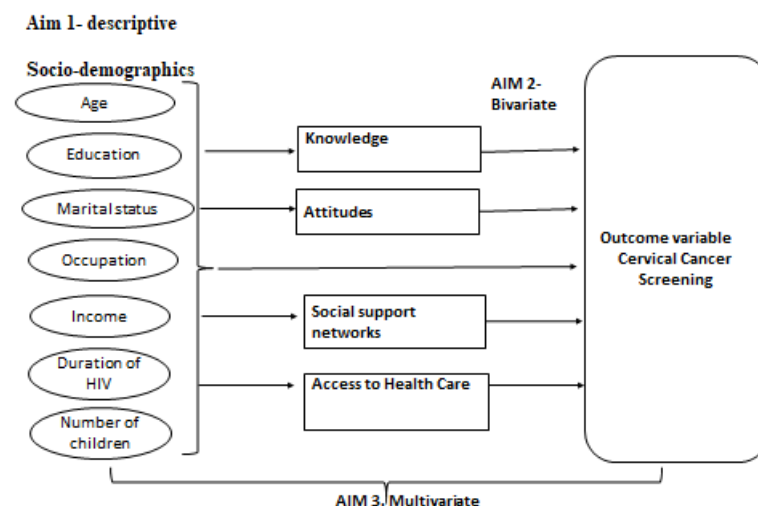 Aim 1- descriptive
Socio-demographics
Age
Education
Marital status
Occupation
Income
Duration of
HIV
Number of
children
Knowledge
Attitudes
Social support
networks
Access to Health Care
AIM 2-
Bivariate
Outcome variable
Cervical Cancer
Screening
AIM 3. Multivariate